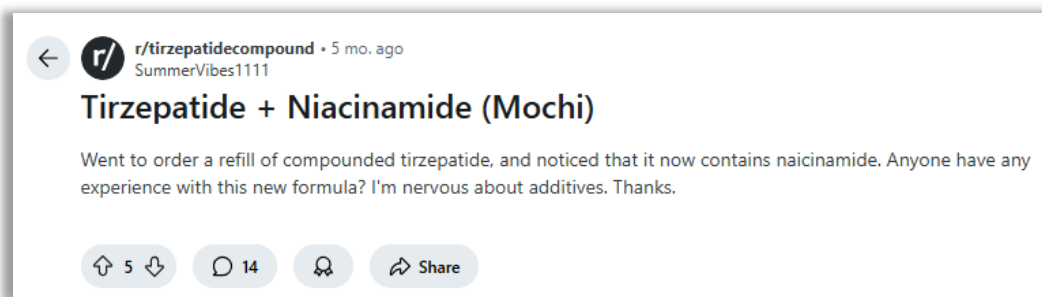 r/tirzepatidecompound • 5 mo. ago
r/
SummerVibes1111
Tirzepatide + Niacinamide (Mochi)
Went to order a refill of compounded tirzepatide, and noticed that it now contains naicinamide. Anyone have any
experience with this new formula? I'm nervous about additives. Thanks.
5
14
Share